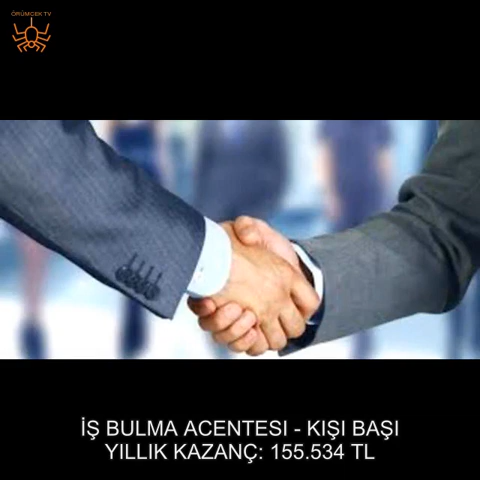 ÖRÜMCEK TV
İŞ BULMA ACENTESI - KIŞI BAŞI
YILLIK KAZANÇ: 155.534 TL